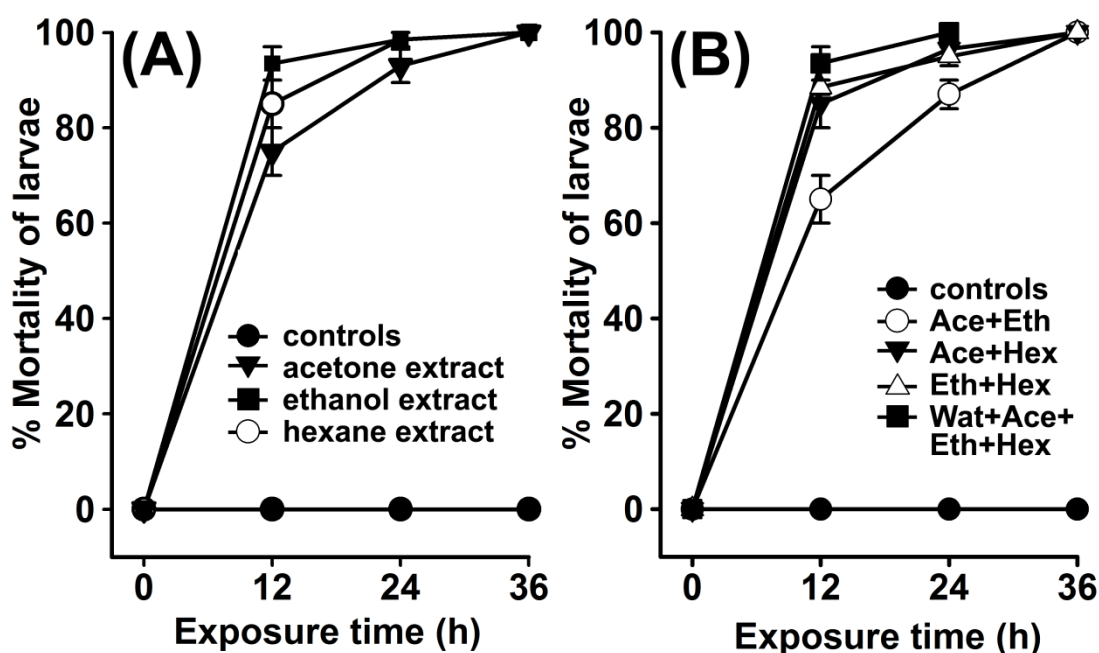 (A)
% Mortality of larvae
100
80
60
40
20
0
controls
acetone extract
ethanol extract
hexane extract
0 12 24 36
Exposure time (h)
(B)
% Mortality of larvae
100
80
60
40
20
0
controls
Ace+Eth
Ace+Hex
Eth+Hex
Wat+Ace+
Eth+Hex
0 12 24 36
Exposure time (h)